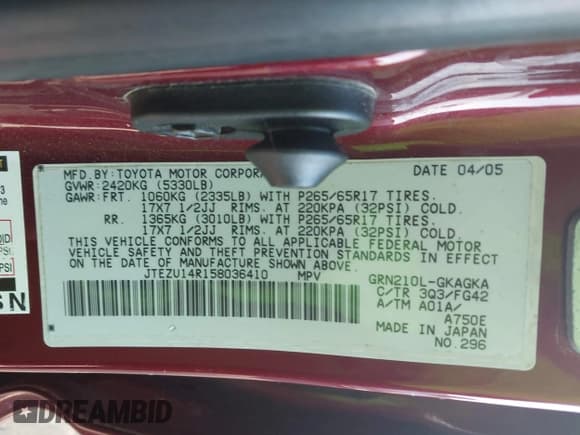 MFD.BY:TOYOTA MOTOR CORPORA
DATE 04/05
GVWR:2420KG (5330LB)
GAWR:FRT. 1060KG (2335LB) WITH P265/65R17 TIRES.
17X7 1/2JJ RIMS. AT 220KPA (32PSI) COLD.
RR. 1365KG (3010LB) WITH P265/65R17 TIRES.
17X7 1/2JJ RIMS. AT 220KPA (32PSI) COLD.
THIS VEHICLE CONFORMS TO ALL APPLICABLE FEDERAL MOTOR
VEHICLE SAFETY AND THEFT PREVENTION STANDARDS IN EFFECT
ON THE DATE OF MANUFACTURE SHOWN ABOVE.
JTEZU14R158036410 MPV
GRN210L-GKAGKA
C/TR 3Q3/FG42
A/TM A01A/
A750E
MADE IN JAPAN
NO.296
PSI)
PSI
SN
DREAMBID